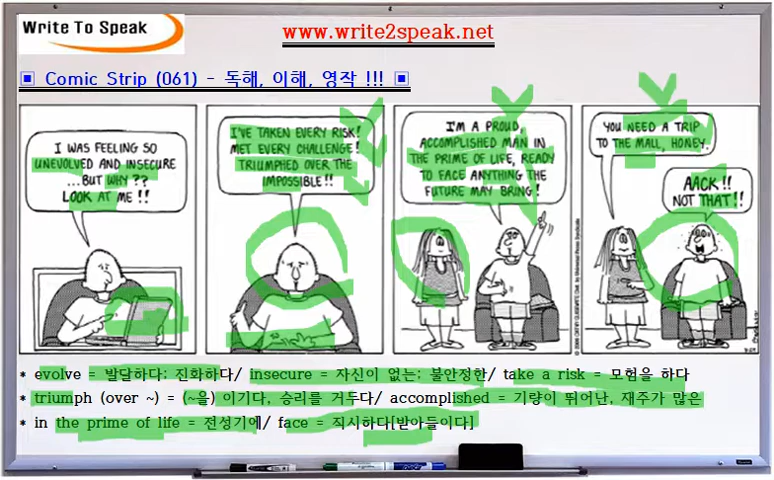 Write To Speak
www.write2speak.net
▣ Comic Strip (061) - 독해, 이해, 영작 !!! ▣
I WAS FEELING SO
UNEVOLVED AND INSECURE
...BUT WHY??
LOOK AT ME !!
I'VE TAKEN EVERY RISK!
MET EVERY CHALLENGE!
TRIUMPHED OVER THE
IMPOSSIBLE!!
I'M A PROUD,
ACCOMPLISHED MAN IN
THE PRIME OF LIFE, READY
TO FACE ANYTHING THE
FUTURE MAY BRING!
YOU NEED A TRIP
TO THE MALL, HONEY.
AACK!!
NOT THAT!!
* evolve = 발달하다; 진화하다/ insecure = 자신이 없는; 불안정한/ take a risk = 모험을 하다
* triumph (over ~) = (~을) 이기다, 승리를 거두다/ accomplished = 기량이 뛰어난, 재주가 많은
* in the prime of life = 전성기에/ face = 직시하다[받아들이다]